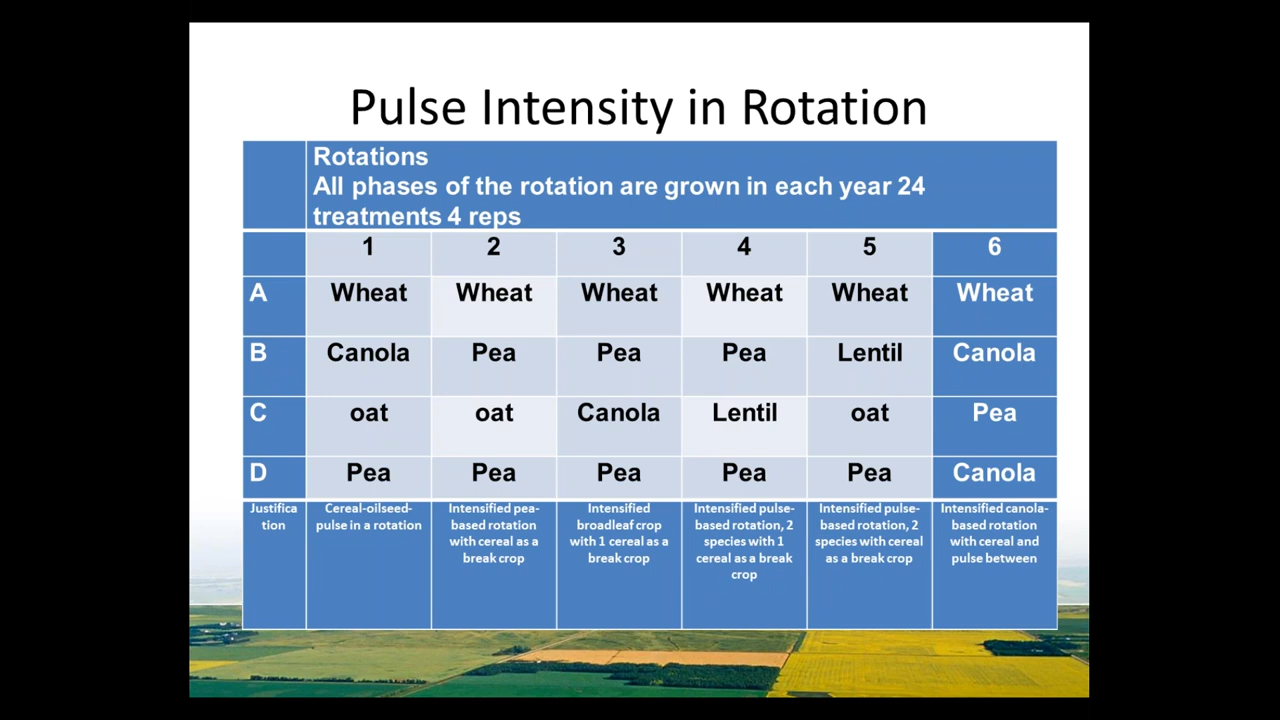 Pulse Intensity in Rotation
Rotations
All phases of the rotation are grown in each year 24
treatments 4 reps
1 2 3 4 5 6
A Wheat Wheat Wheat Wheat Wheat Wheat
B Canola Pea Pea Pea Lentil Canola
C oat oat Canola Lentil oat Pea
D Pea Pea Pea Pea Pea Canola
Justifica
tion
Cereal-oilseed-
pulse in a rotation
Intensified pea-
based rotation
with cereal as a
break crop
Intensified
broadleaf crop
with 1 cereal as a
break crop
Intensified pulse-
based rotation, 2
species with 1
cereal as a break
crop
Intensified pulse-
based rotation, 2
species with cereal
as a break crop
Intensified canola-
based rotation
with cereal and
pulse between